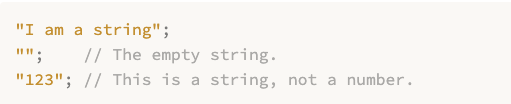 "I am a string";
"";    // The empty string.
"123"; // This is a string, not a number.